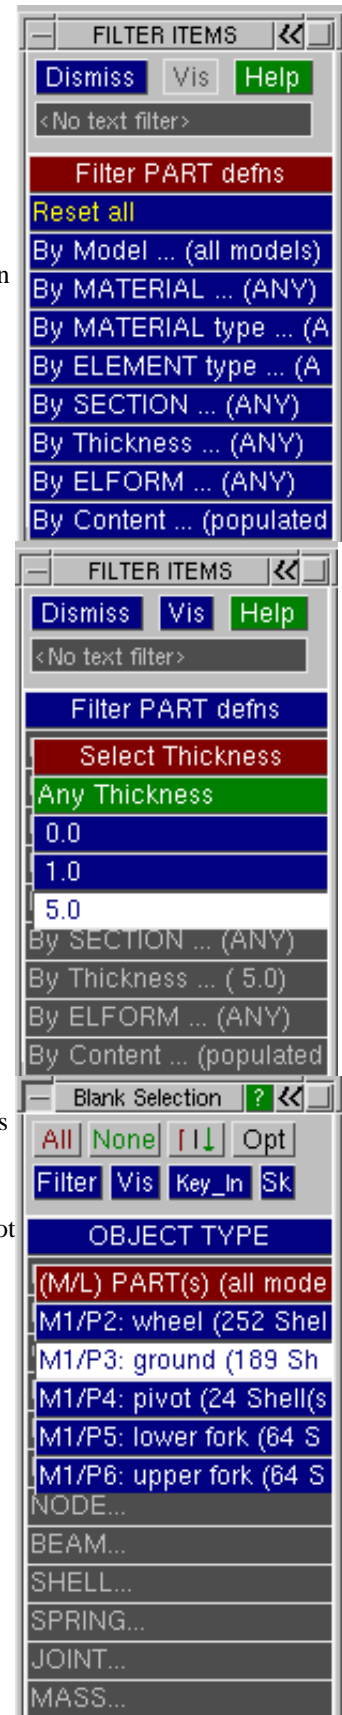 FILTER ITEMS
Dismiss Vis Help
<No text filter>
Filter PART defns
Reset all
By Model ... (all models)
n
By MATERIAL ... (ANY)
By MATERIAL type ... (A
By ELEMENT type ... (A
By SECTION ... (ANY)
By Thickness ... (ANY)
By ELFORM ... (ANY)
By Content ... (populated
FILTER ITEMS
Dismiss Vis Help
<No text filter>
Filter PART defns
Select Thickness
Any Thickness
0.0
1.0
5.0
By SECTION ... (ANY)
By Thickness ... ( 5.0)
By ELFORM ... (ANY)
By Content ... (populated
Blank Selection ?
s
All None Opt
Filter Vis Key_In Sk
ot
OBJECT TYPE
(M/L) PART(s) (all mode
M1/P2: wheel (252 Shel
M1/P3: ground (189 Sh
M1/P4: pivot (24 Shell(s
M1/P5: lower fork (64 S
M1/P6: upper fork (64 S
NODE...
BEAM...
SHELL...
SPRING...
JOINT...
MASS...